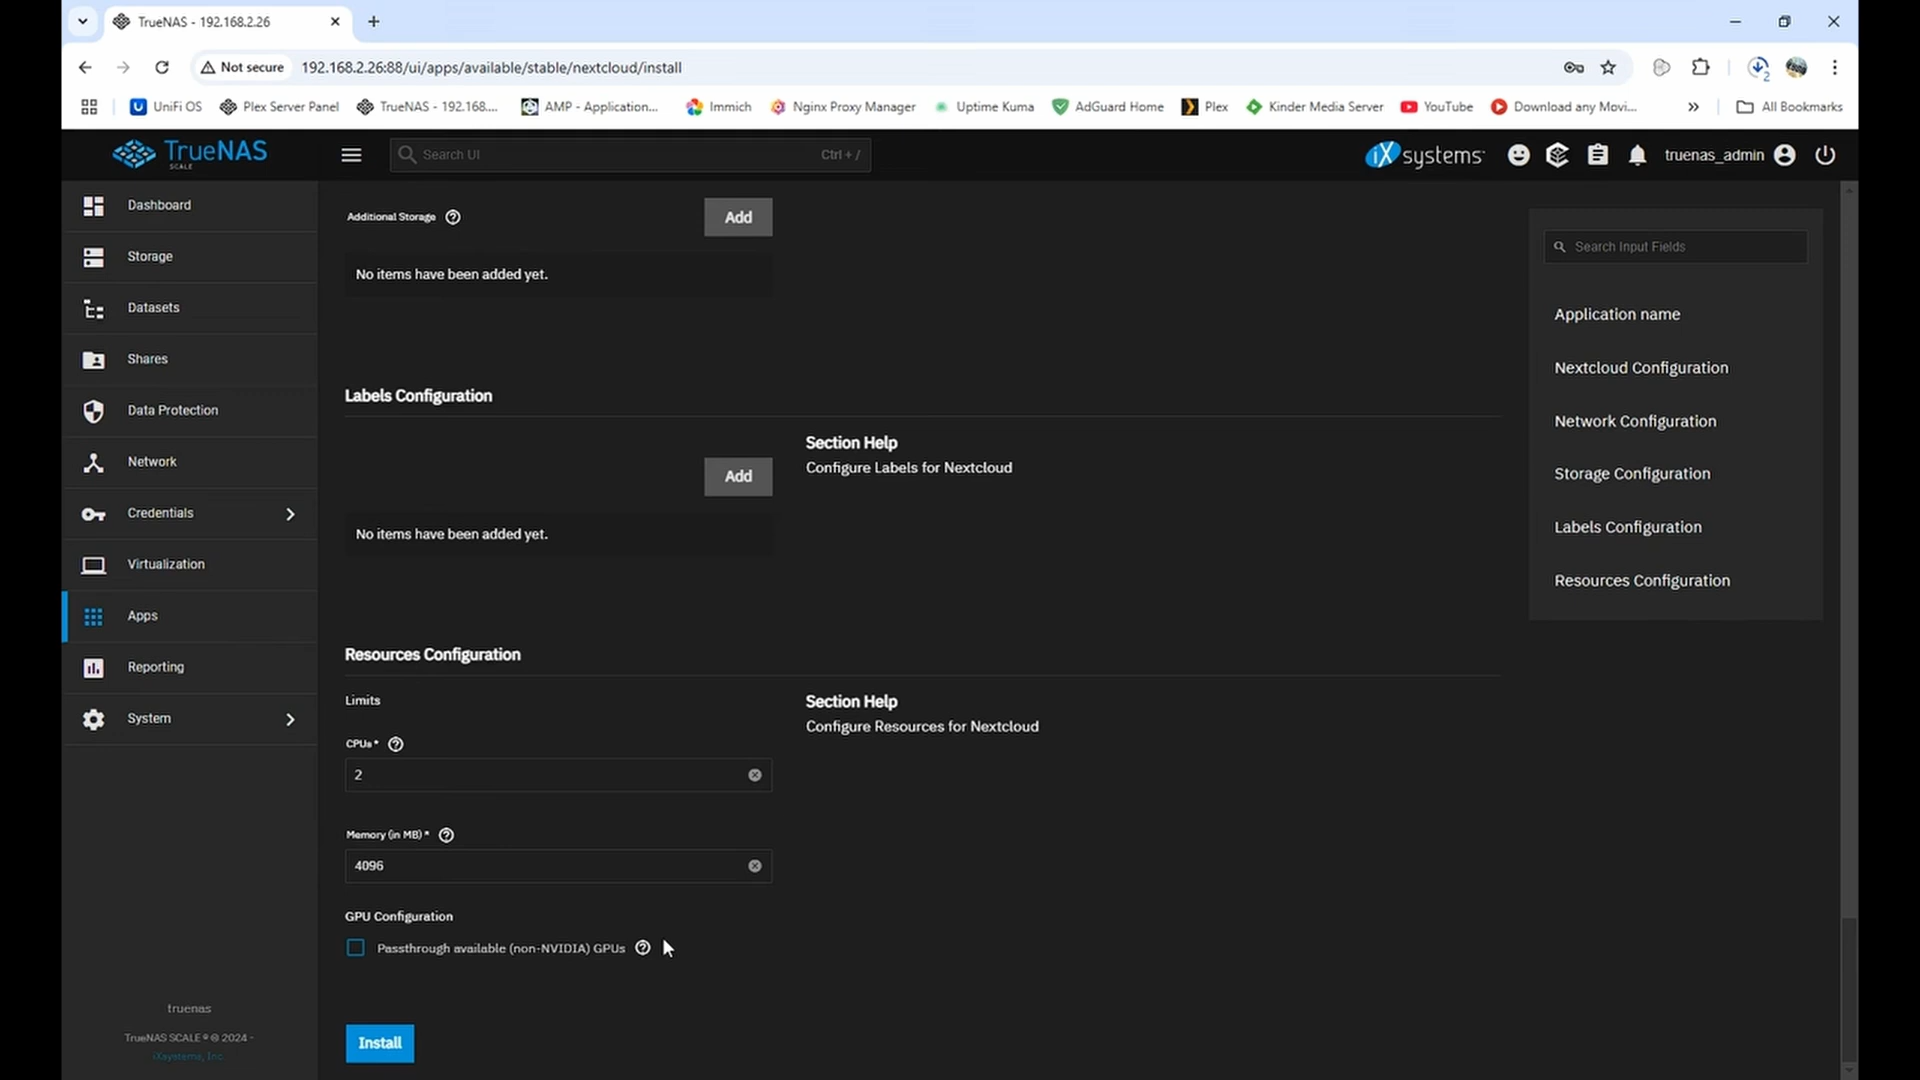 TrueNAS - 192.168.2.26
Not secure
192.168.2.26:88/ui/apps/available/stable/nextcloud/install
2
UniFi OS
Plex Server Panel
TrueNAS - 192.168....
AMP - Application...
Immich
Nginx Proxy Manager
Uptime Kuma
AdGuard Home
Plex
Kinder Media Server
YouTube
Download any Movi...
»
All Bookmarks
TrueNAS
SCALE
Search UI
Ctrl + /
iXsystems
truenas_admin
Dashboard
Storage
Datasets
Shares
Data Protection
Network
Credentials
Virtualization
Apps
Reporting
System
truenas
TrueNAS SCALE ® © 2024 -
iXsystems, Inc
Additional Storage
Add
No items have been added yet.
Labels Configuration
Add
Section Help
Configure Labels for Nextcloud
No items have been added yet.
Resources Configuration
Limits
Section Help
Configure Resources for Nextcloud
CPUs *
2
Memory (in MB) *
4096
GPU Configuration
Passthrough available (non-NVIDIA) GPUs
Install
Search Input Fields
Application name
Nextcloud Configuration
Network Configuration
Storage Configuration
Labels Configuration
Resources Configuration